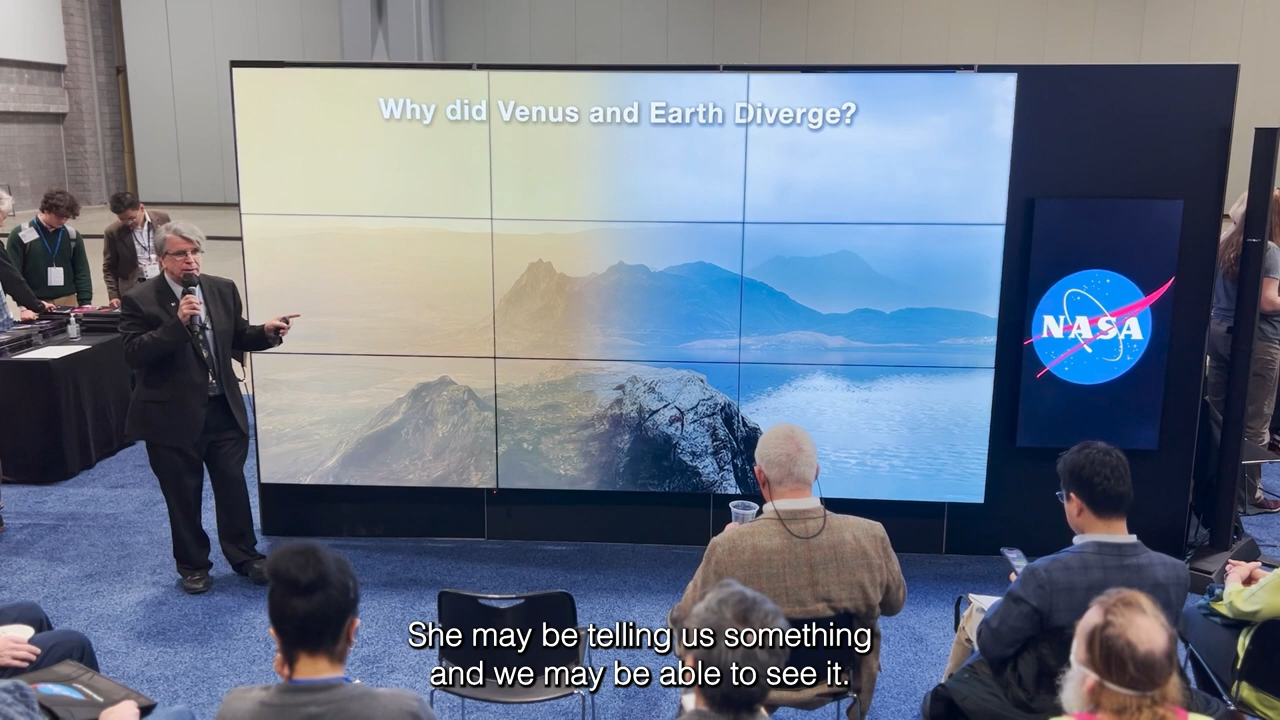 Why did Venus and Earth Diverge?
NASA
She may be telling us something
and we may be able to see it.